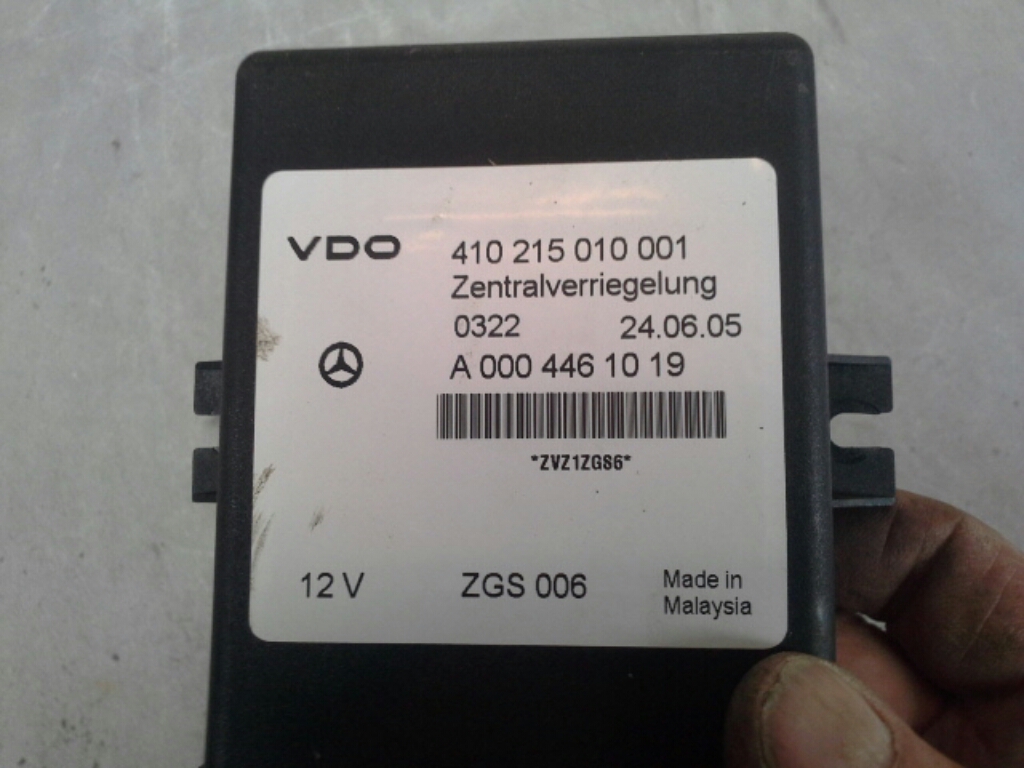 VDO 410 215 010 001
Zentralverriegelung
0322 24.06.05
A 000 446 10 19
*ZVZ1ZGS6*
12 V ZGS 006 Made in
Malaysia